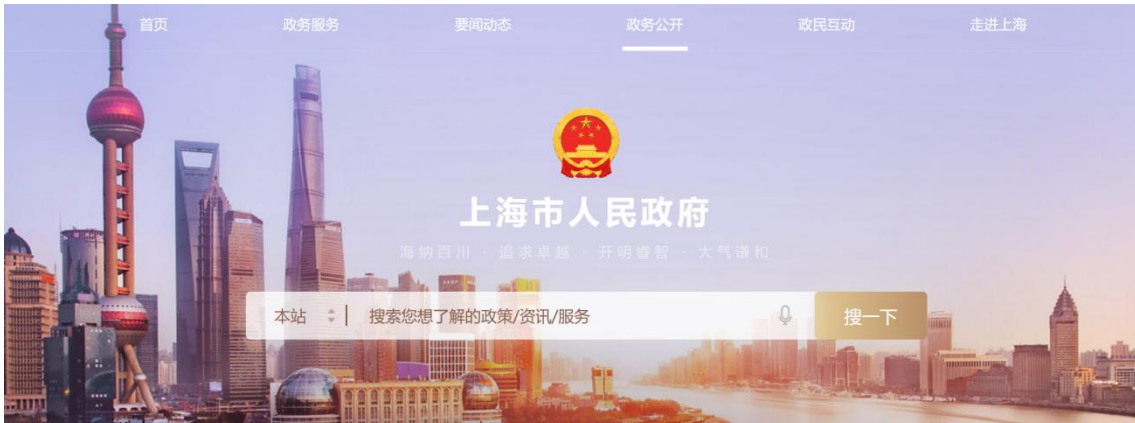 首页 政务服务 要闻动态 政务公开 政民互动 走进上海
上海市人民政府
海纳百川 · 追求卓越 · 开明睿智 · 大气谦和
本站 搜索您想了解的政策/资讯/服务 搜一下